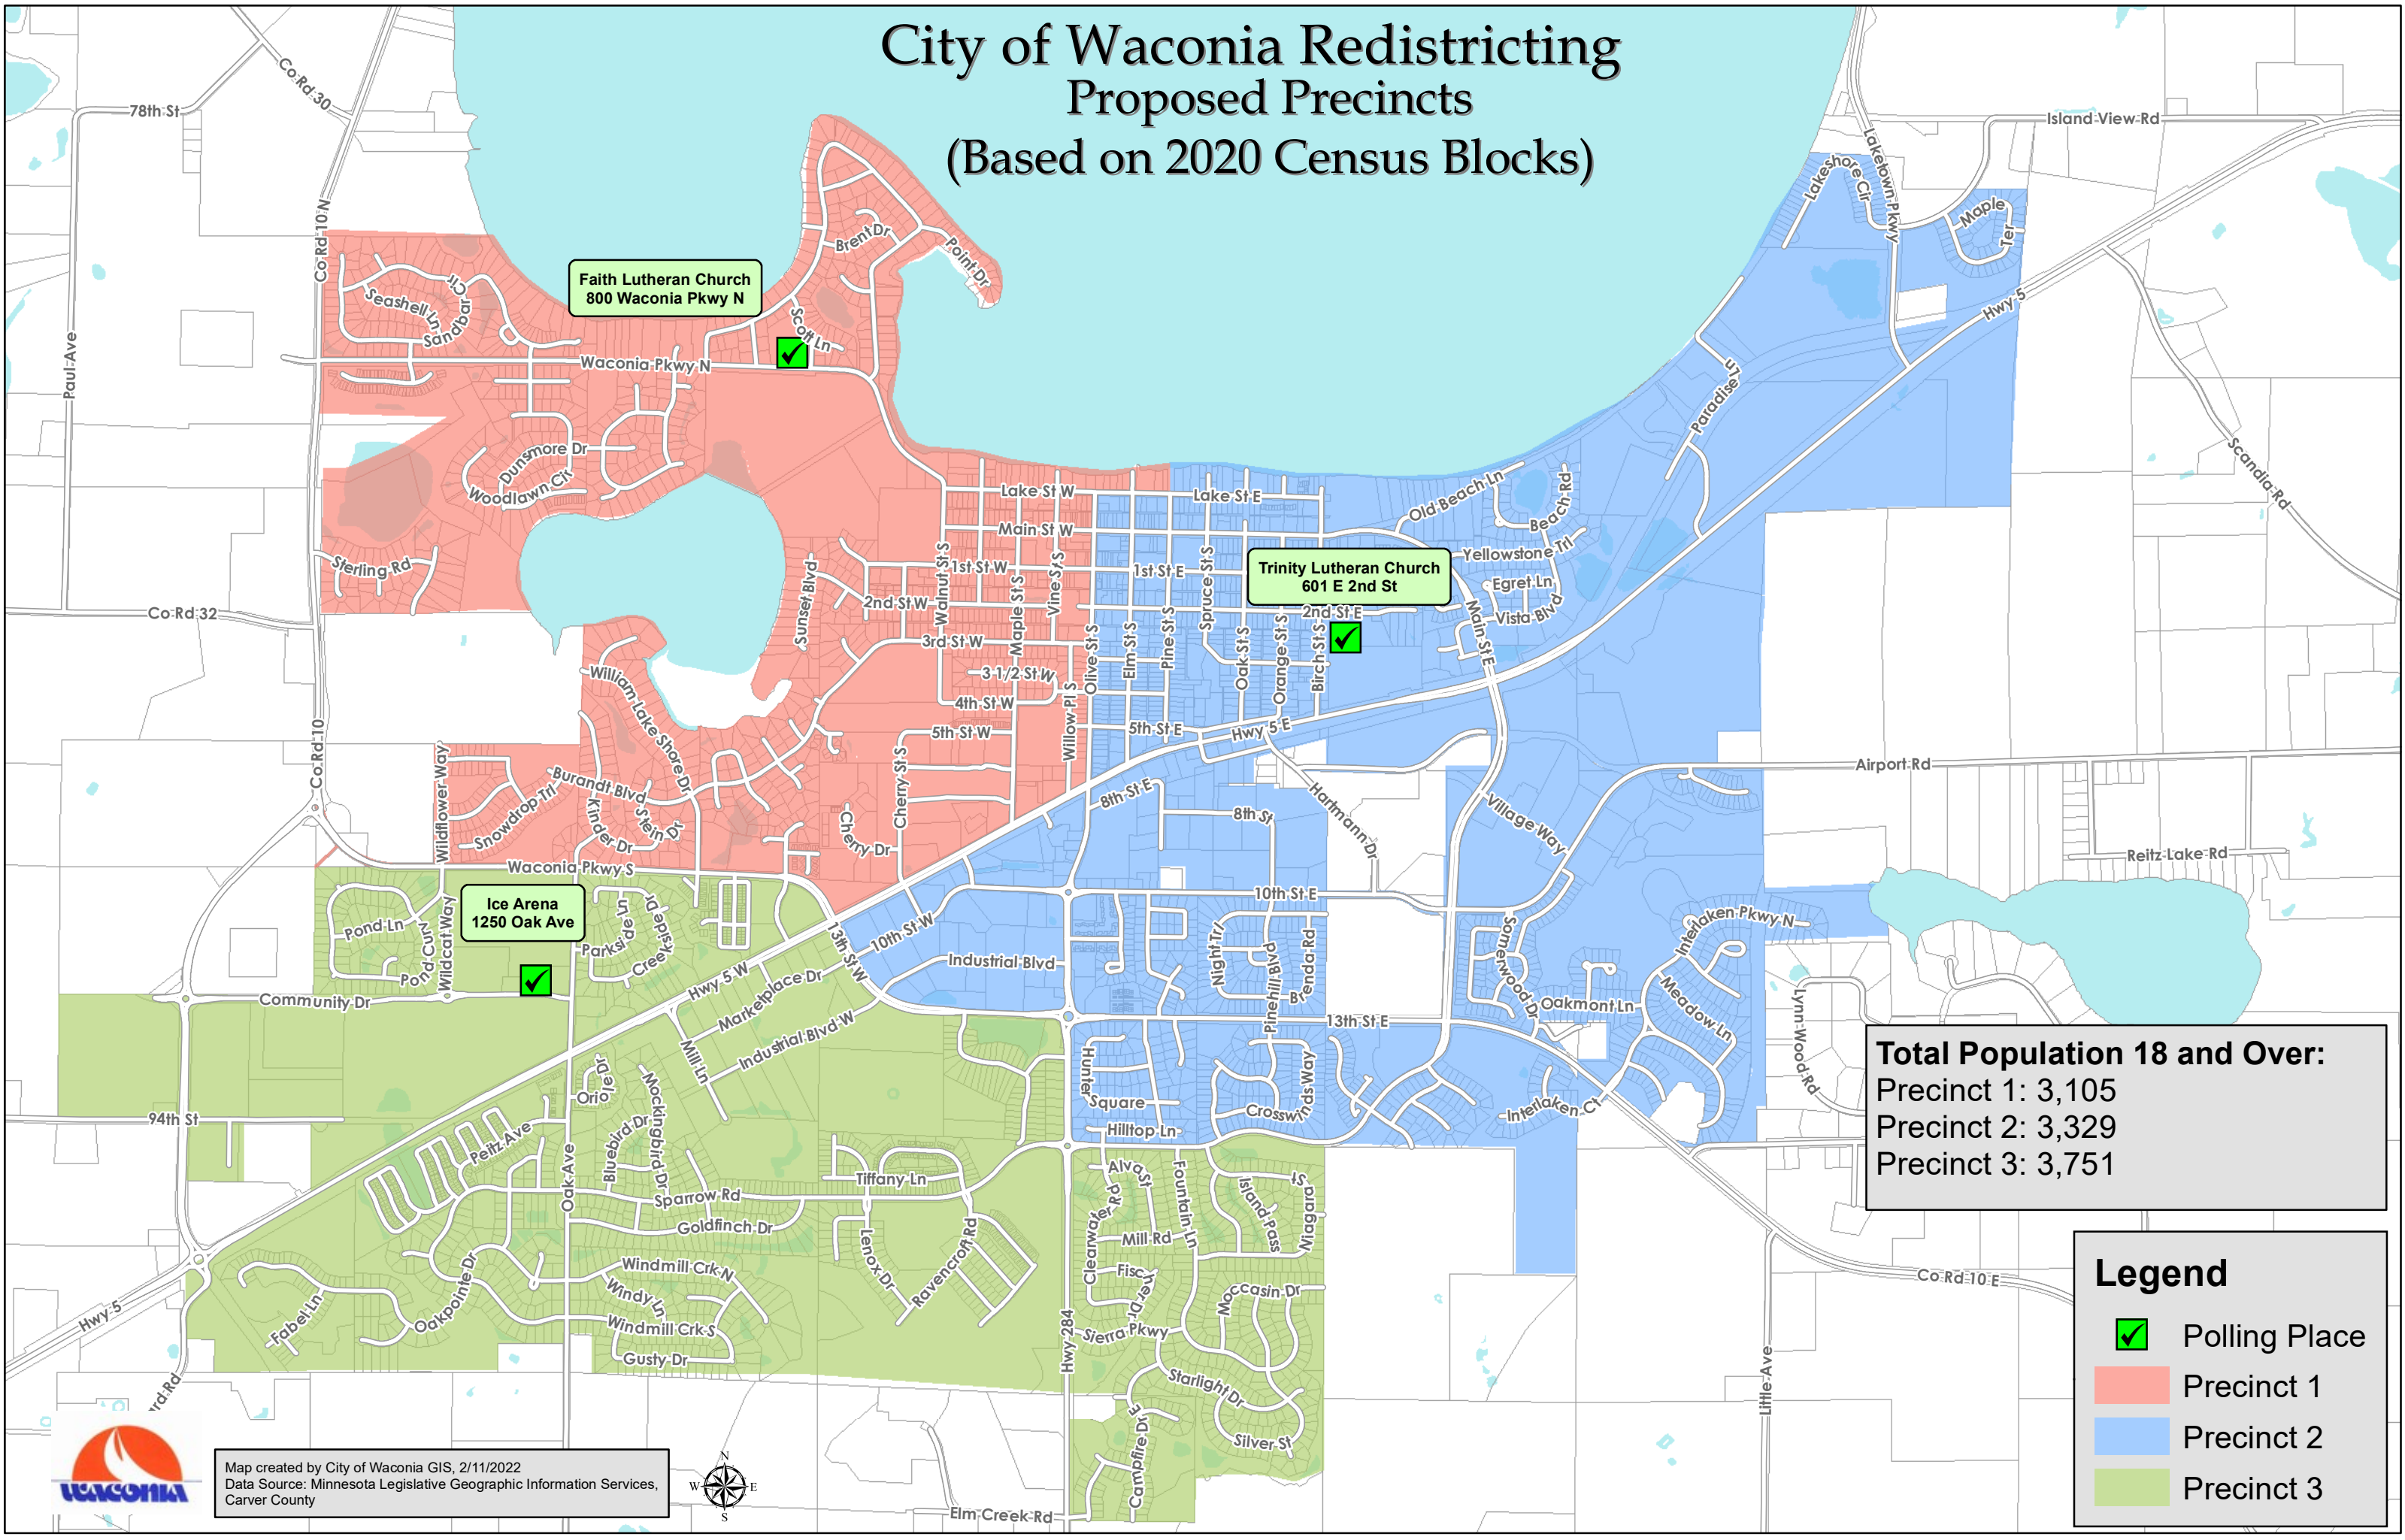 City of Waconia Redistricting
Proposed Precincts
(Based on 2020 Census Blocks)
Co Rd 30
78th St
Co Rd 10 N
Paul Ave
Island View Rd
Laketown Pkwy
Lakeshore Cir
Maple Ter
Hwy 5
Scandia Rd
Paradise Ln
Brent Dr
Point Dr
Faith Lutheran Church
800 Waconia Pkwy N
Scott Ln
Seashell Ln
Sandbar Cir
Waconia Pkwy N
Dunsmore Dr
Woodlawn Cir
Sterling Rd
Co Rd 32
Co Rd 10
Lake St W
Lake St E
Main St W
Old Beach Ln
Beach Rd
Yellowstone Trl
Egret Ln
Vista Blvd
Main St E
1st St W
1st St E
Trinity Lutheran Church
601 E 2nd St
2nd St W
2nd St E
Sunset Blvd
Walnut St S
Maple St S
Vine St S
Olive St S
Elm St S
Pine St S
Spruce St S
Oak St S
Orange St S
Birch St S
3rd St W
3 1/2 St W
4th St W
5th St W
5th St E
Willow Pl S
Hwy 5 E
Cherry St S
Cherry Dr
William Lake Shore Dr
Burandt Blvd
Stein Dr
Kinder Dr
Snowdrop Trl
Wildflower Way
Waconia Pkwy S
8th St E
8th St
Hartmann Dr
Village Way
Airport Rd
Reitz Lake Rd
10th St E
10th St W
13th St W
Industrial Blvd
Ice Arena
1250 Oak Ave
Pond Ln
Pond Curv
Wildcat Way
Parkside Ln
Creekside Dr
Community Dr
Hwy 5 W
Marketplace Dr
Industrial Blvd W
Mill Ln
Night Trl
Pinehill Blvd
Brenda Rd
13th St E
Somerwood Dr
Oakmont Ln
Interlaken Pkwy N
Meadow Ln
Lynn Wood Rd
Interlaken Ct
Hunter
Square
Hilltop Ln
Crosswinds Way
94th St
Oriole Dr
Mockingbird Dr
Bluebird Dr
Peitz Ave
Oak Ave
Sparrow Rd
Goldfinch Dr
Tiffany Ln
Lenox Dr
Ravencroft Rd
Windmill Crk N
Windy Ln
Windmill Crk S
Gusty Dr
Oakpointe Dr
Fabel Ln
Hwy 5
Alva St
Clearwater Rd
Fountain Ln
Mill Rd
Island Pass
Niagara St
Fischer Dr
Moccasin Dr
Sierra Pkwy
Hwy 284
Starlight Dr
Silver St
Campfire Dr E
Elm Creek Rd
Little Ave
Co Rd 10 E
ard Rd
Total Population 18 and Over:
Precinct 1: 3,105
Precinct 2: 3,329
Precinct 3: 3,751
Legend
Polling Place
Precinct 1
Precinct 2
Precinct 3
WACONIA
Map created by City of Waconia GIS, 2/11/2022
Data Source: Minnesota Legislative Geographic Information Services,
Carver County
N
W
E
S